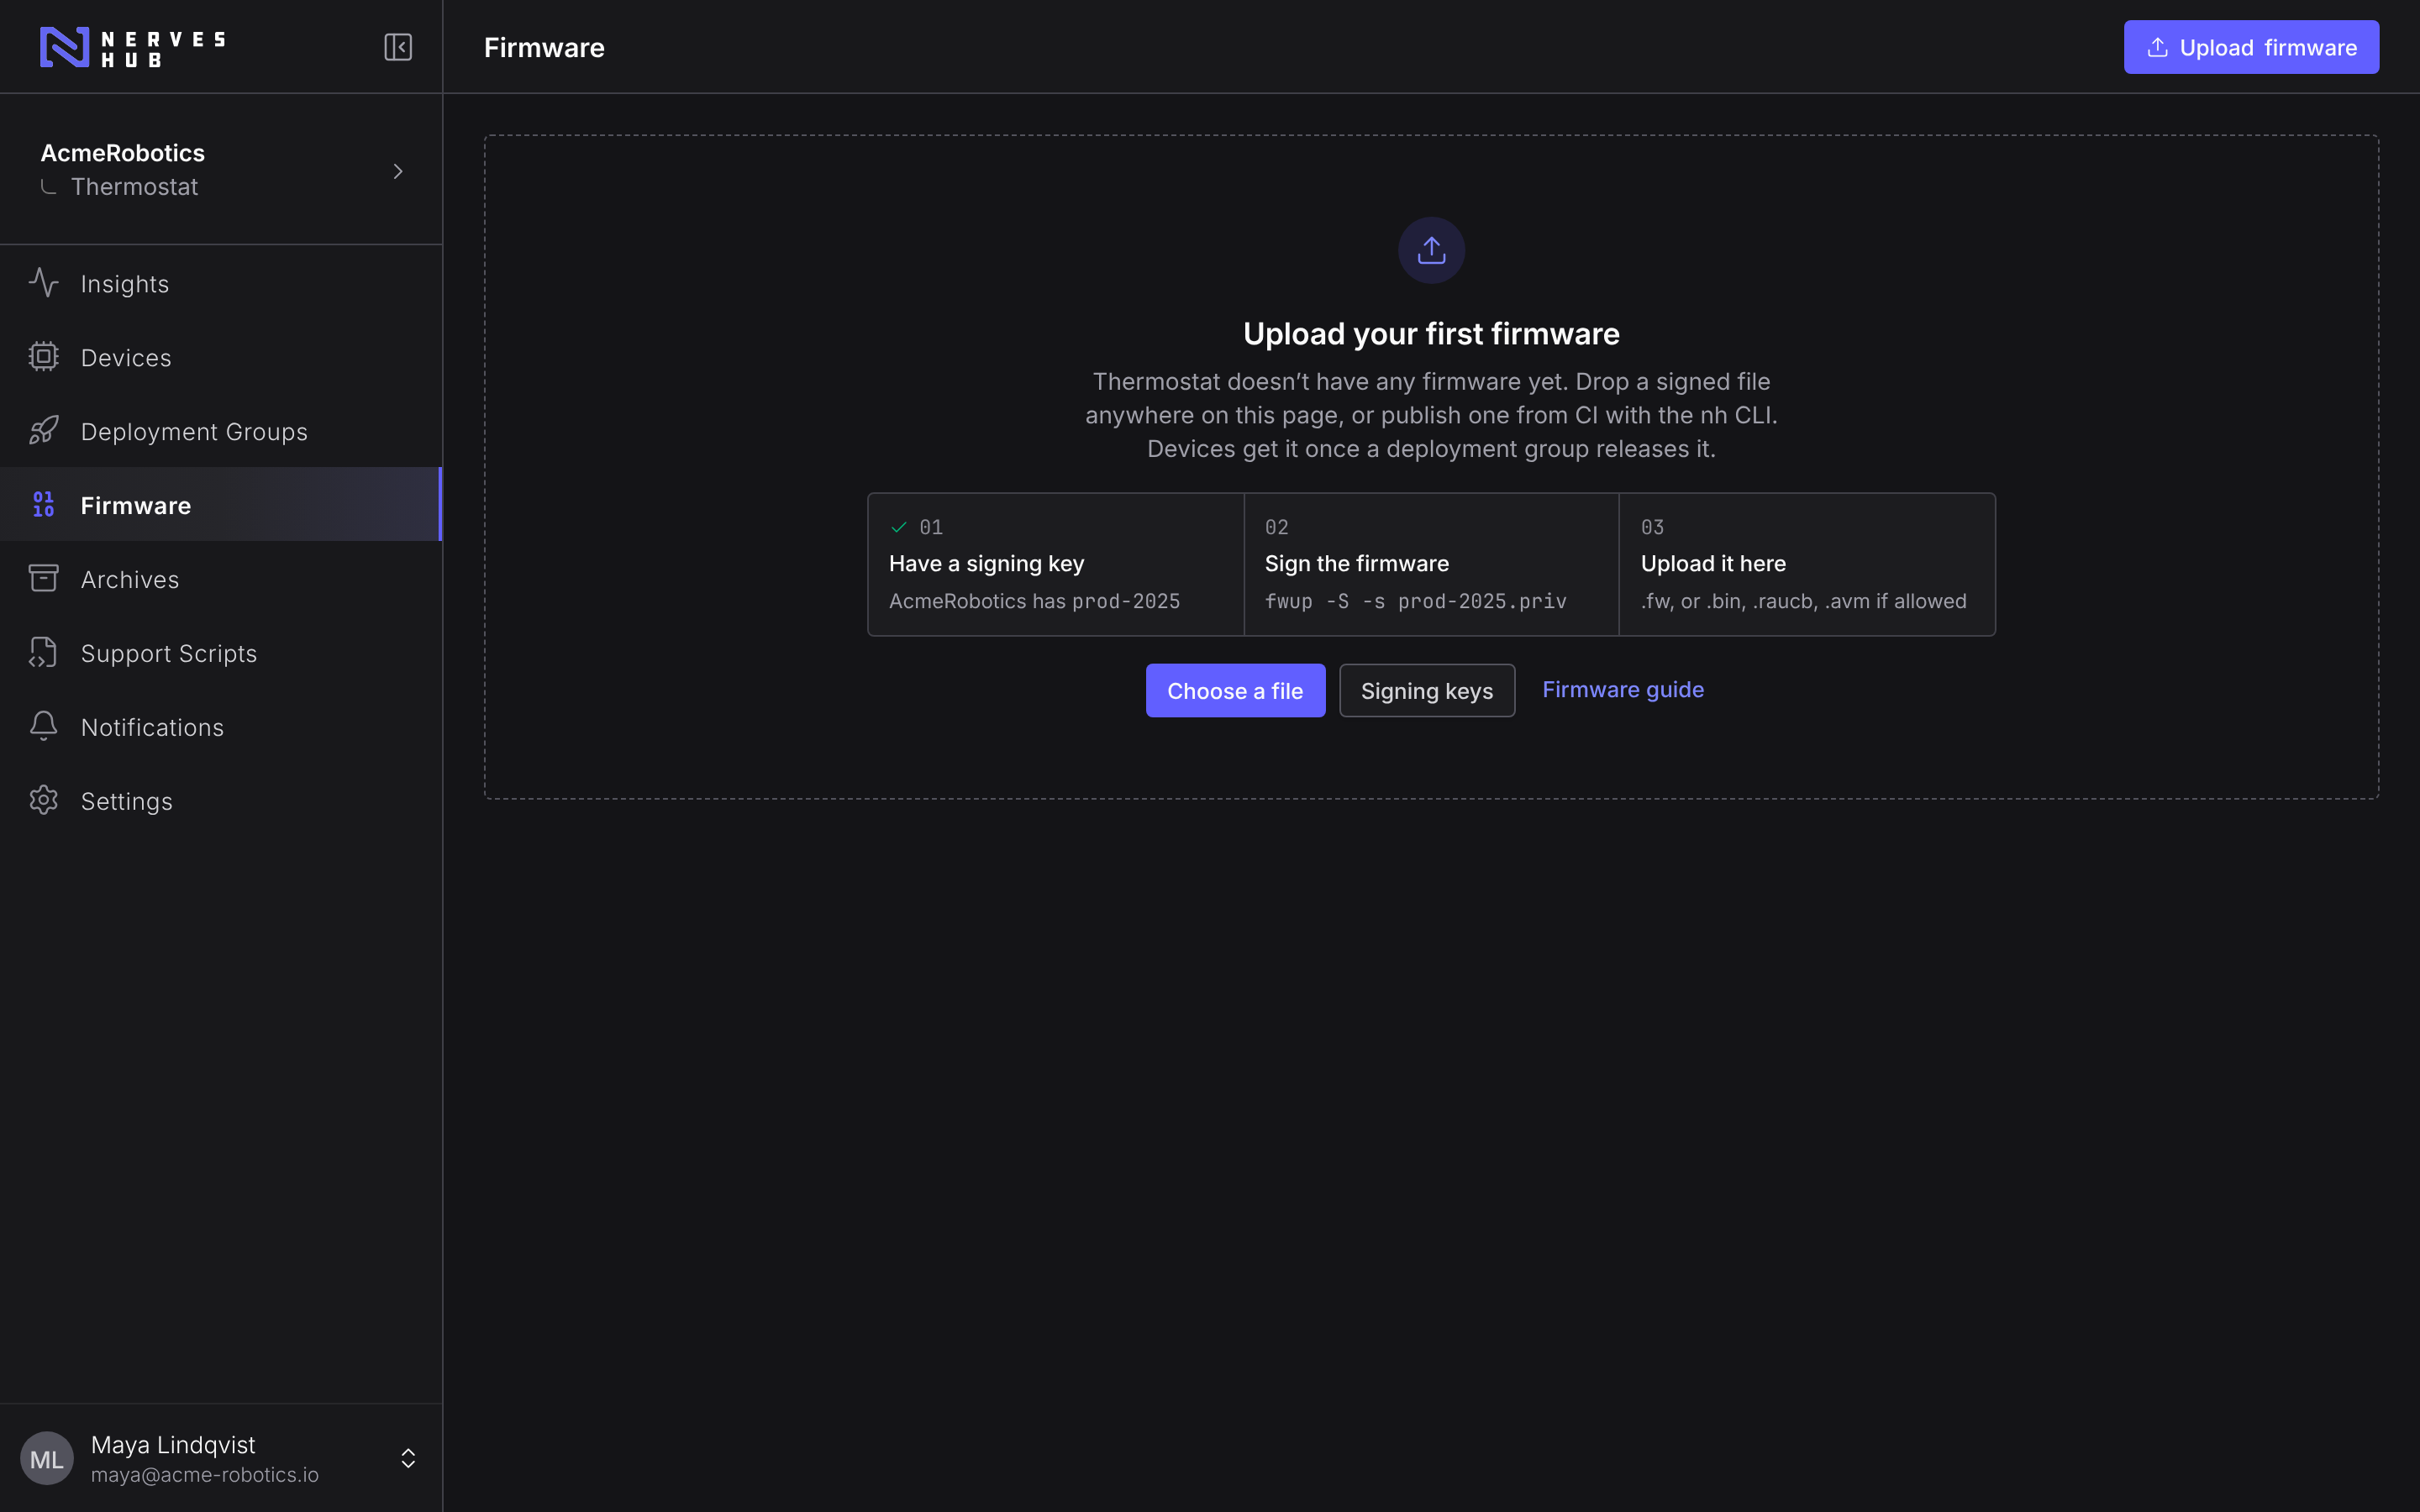 NERVES
HUB
Firmware
Upload firmware
AcmeRobotics
Thermostat
Insights
Devices
Deployment Groups
01
10
Firmware
Archives
Support Scripts
Notifications
Settings
Upload your first firmware
Thermostat doesn’t have any firmware yet. Drop a signed file
anywhere on this page, or publish one from CI with the nh CLI.
Devices get it once a deployment group releases it.
01
Have a signing key
AcmeRobotics has prod-2025
02
Sign the firmware
fwup -S -s prod-2025.priv
03
Upload it here
.fw, or .bin, .raucb, .avm if allowed
Choose a file
Signing keys
Firmware guide
ML
Maya Lindqvist
maya@acme-robotics.io